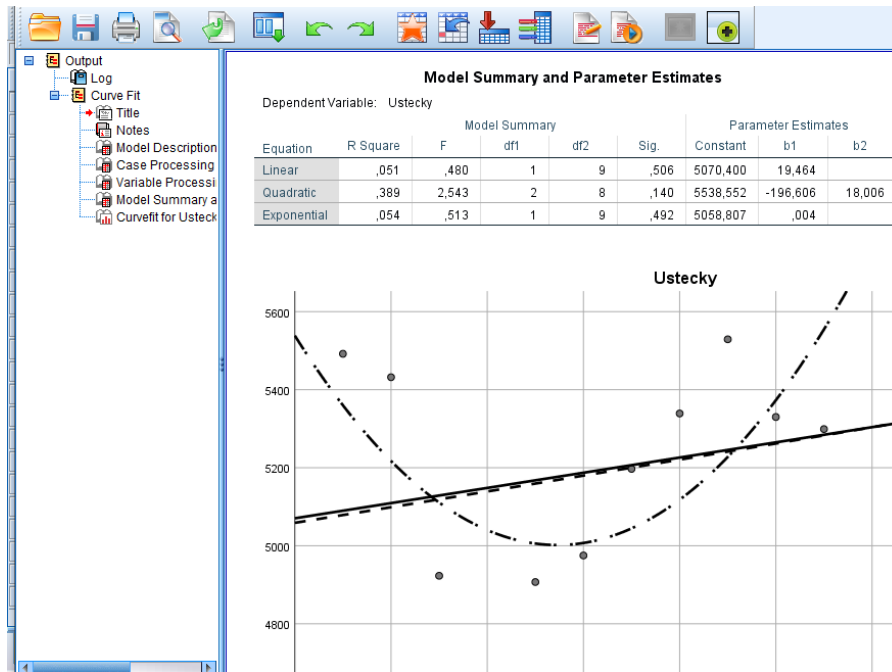 Output
Log
Curve Fit
Title
Notes
Model Description
Case Processing
Variable Processi
Model Summary a
Curvefit for Usteck
Model Summary and Parameter Estimates
Dependent Variable: Ustecky
Model Summary Parameter Estimates
Equation R Square F df1 df2 Sig. Constant b1 b2
Linear ,051 ,480 1 9 ,506 5070,400 19,464
Quadratic ,389 2,543 2 8 ,140 5538,552 -196,606 18,006
Exponential ,054 ,513 1 9 ,492 5058,807 ,004
Ustecky
5600
5400
5200
5000
4800